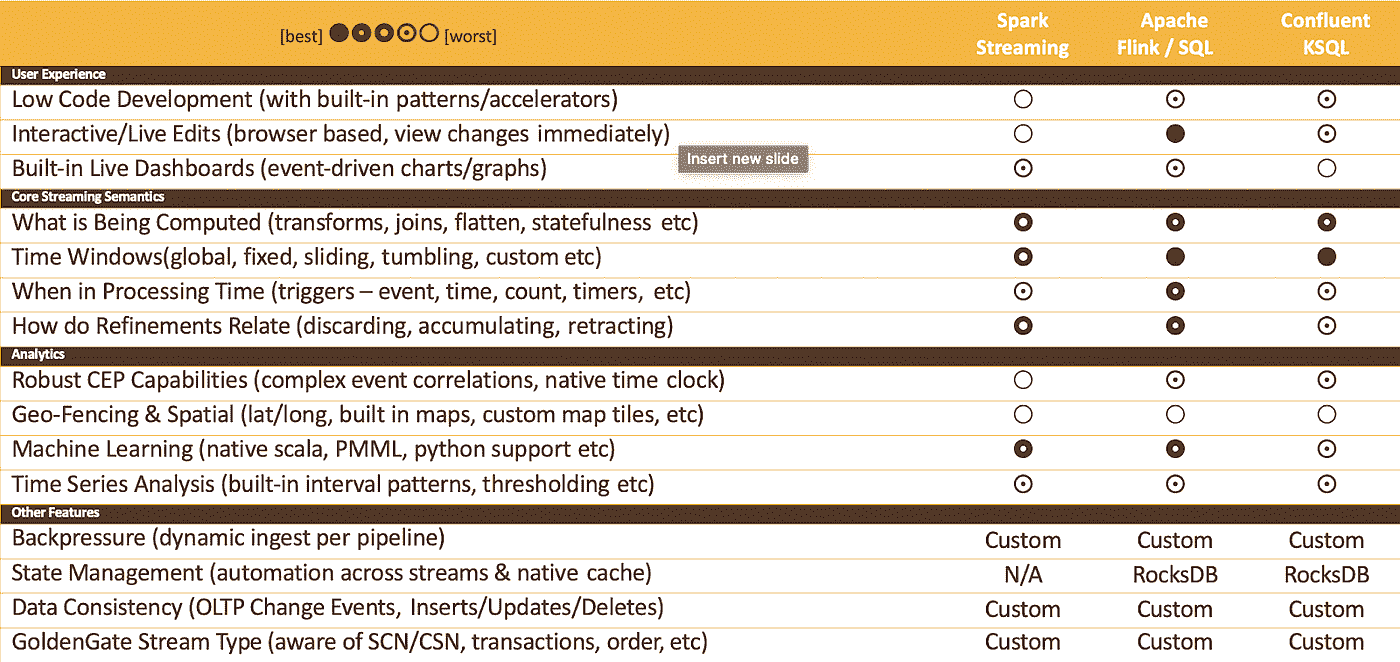 [best] [worst] Spark Streaming Apache Flink / SQL Confluent KSQL
User Experience
Low Code Development (with built-in patterns/accelerators)
Interactive/Live Edits (browser based, view changes immediately)
Insert new slide
Built-in Live Dashboards (event-driven charts/graphs)
Core Streaming Semantics
What is Being Computed (transforms, joins, flatten, statefulness etc)
Time Windows(global, fixed, sliding, tumbling, custom etc)
When in Processing Time (triggers – event, time, count, timers, etc)
How do Refinements Relate (discarding, accumulating, retracting)
Analytics
Robust CEP Capabilities (complex event correlations, native time clock)
Geo-Fencing & Spatial (lat/long, built in maps, custom map tiles, etc)
Machine Learning (native scala, PMML, python support etc)
Time Series Analysis (built-in interval patterns, thresholding etc)
Other Features
Backpressure (dynamic ingest per pipeline) Custom Custom Custom
State Management (automation across streams & native cache) N/A RocksDB RocksDB
Data Consistency (OLTP Change Events, Inserts/Updates/Deletes) Custom Custom Custom
GoldenGate Stream Type (aware of SCN/CSN, transactions, order, etc) Custom Custom Custom